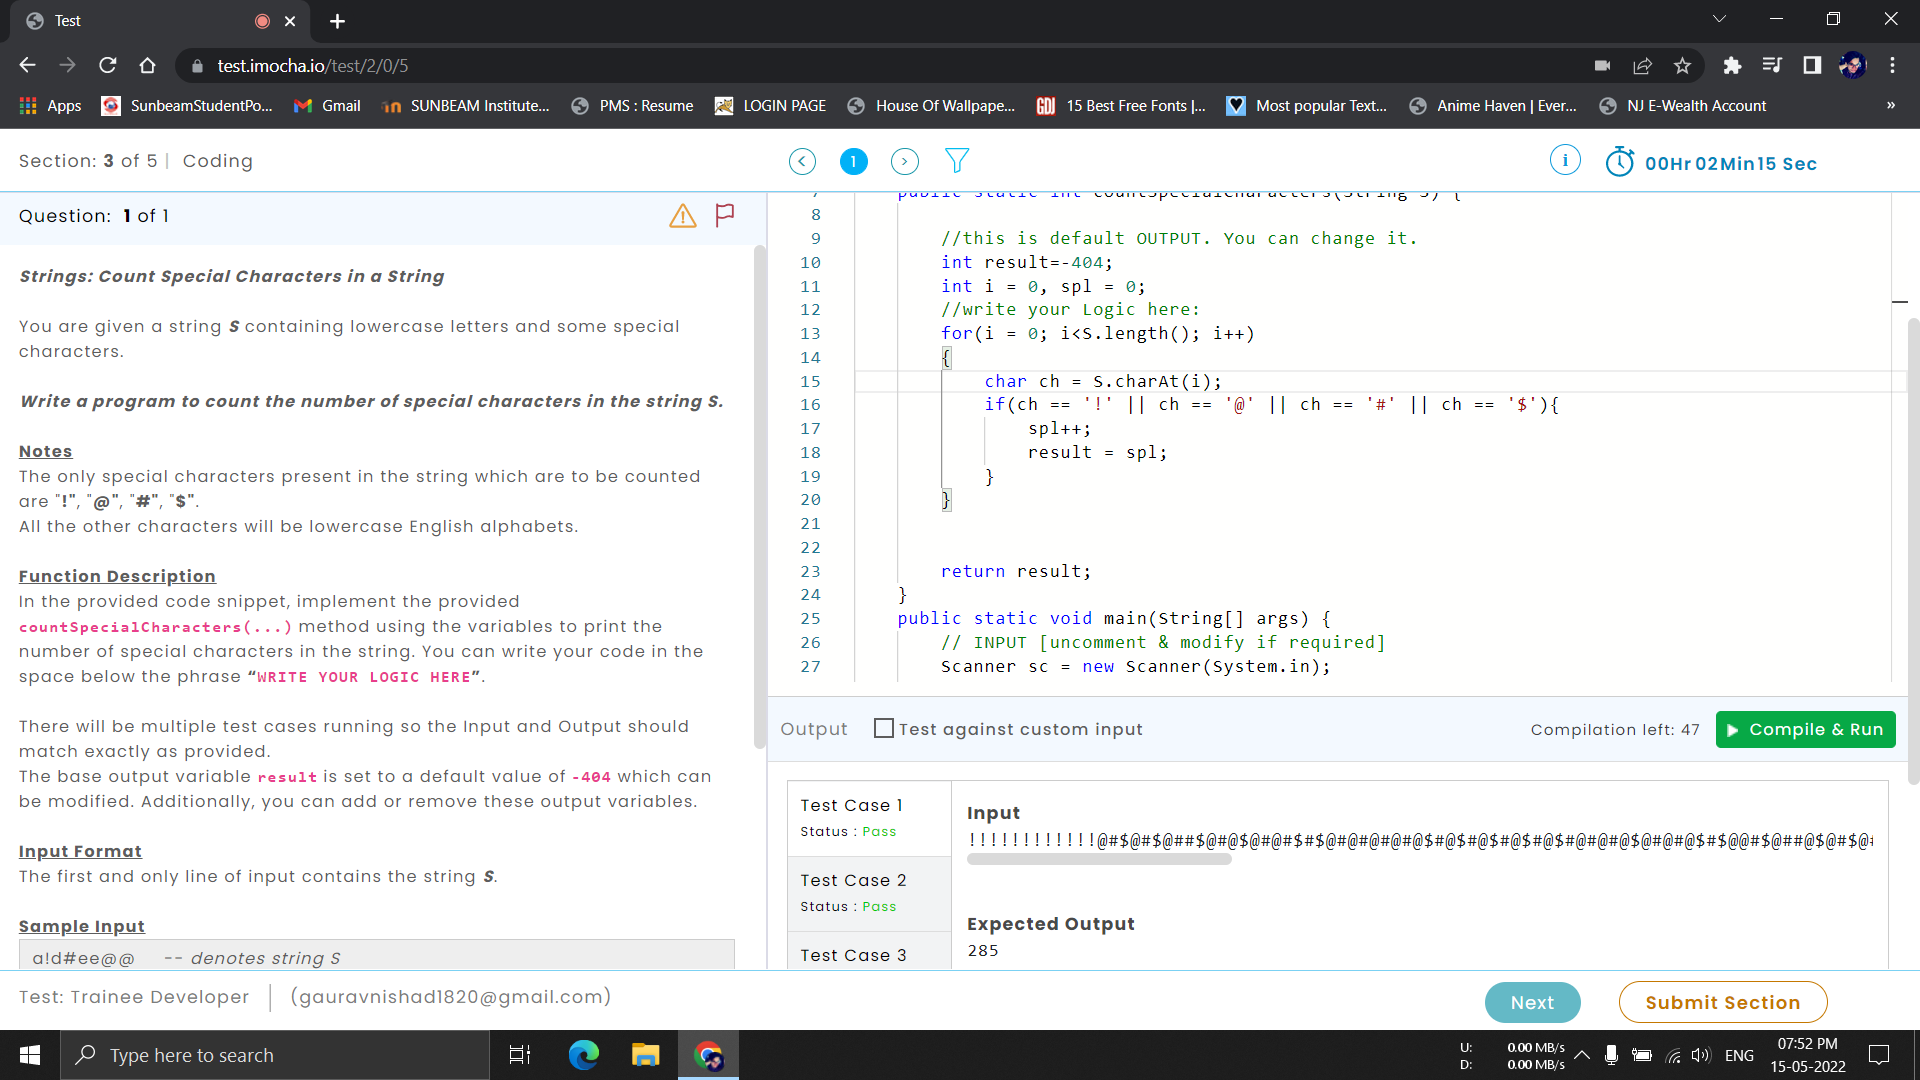 Test
test.imocha.io/test/2/0/5
Apps SunbeamStudentPo... Gmail SUNBEAM Institute... PMS : Resume LOGIN PAGE House Of Wallpape... GDJ 15 Best Free Fonts |... Most popular Text... Anime Haven | Ever... NJ E-Wealth Account »
Section: 3 of 5 | Coding
< 1 >
i 00Hr 02Min15 Sec
Question: 1 of 1
Strings: Count Special Characters in a String
You are given a string S containing lowercase letters and some special
characters.
Write a program to count the number of special characters in the string S.
Notes
The only special characters present in the string which are to be counted
are "!", "@", "#", "$".
All the other characters will be lowercase English alphabets.
Function Description
In the provided code snippet, implement the provided
countSpecialCharacters(...) method using the variables to print the
number of special characters in the string. You can write your code in the
space below the phrase “WRITE YOUR LOGIC HERE”.
There will be multiple test cases running so the Input and Output should
match exactly as provided.
The base output variable result is set to a default value of -404 which can
be modified. Additionally, you can add or remove these output variables.
Input Format
The first and only line of input contains the string S.
Sample Input
a!d#ee@@ -- denotes string S
7 public static int countSpecialCharacters(String S) {
8
9 //this is default OUTPUT. You can change it.
10 int result=-404;
11 int i = 0, spl = 0;
12 //write your Logic here:
13 for(i = 0; i<S.length(); i++)
14 {
15 char ch = S.charAt(i);
16 if(ch == '!' || ch == '@' || ch == '#' || ch == '$'){
17 spl++;
18 result = spl;
19 }
20 }
21
22
23 return result;
24 }
25 public static void main(String[] args) {
26 // INPUT [uncomment & modify if required]
27 Scanner sc = new Scanner(System.in);
Output Test against custom input Compilation left: 47 Compile & Run
Test Case 1
Status : Pass
Test Case 2
Status : Pass
Test Case 3
Input
!!!!!!!!!!!!@#$@#$@##$@#@$@#@#$#$@#@#@#@#@$#@$#@$#@$#@$#@#@#@$@#@#@$#$@@#$@##@$@#$@#
Expected Output
285
Test: Trainee Developer | (gauravnishad1820@gmail.com)
Next Submit Section
Type here to search
U: 0.00 MB/s
D: 0.00 MB/s
ENG
07:52 PM
15-05-2022